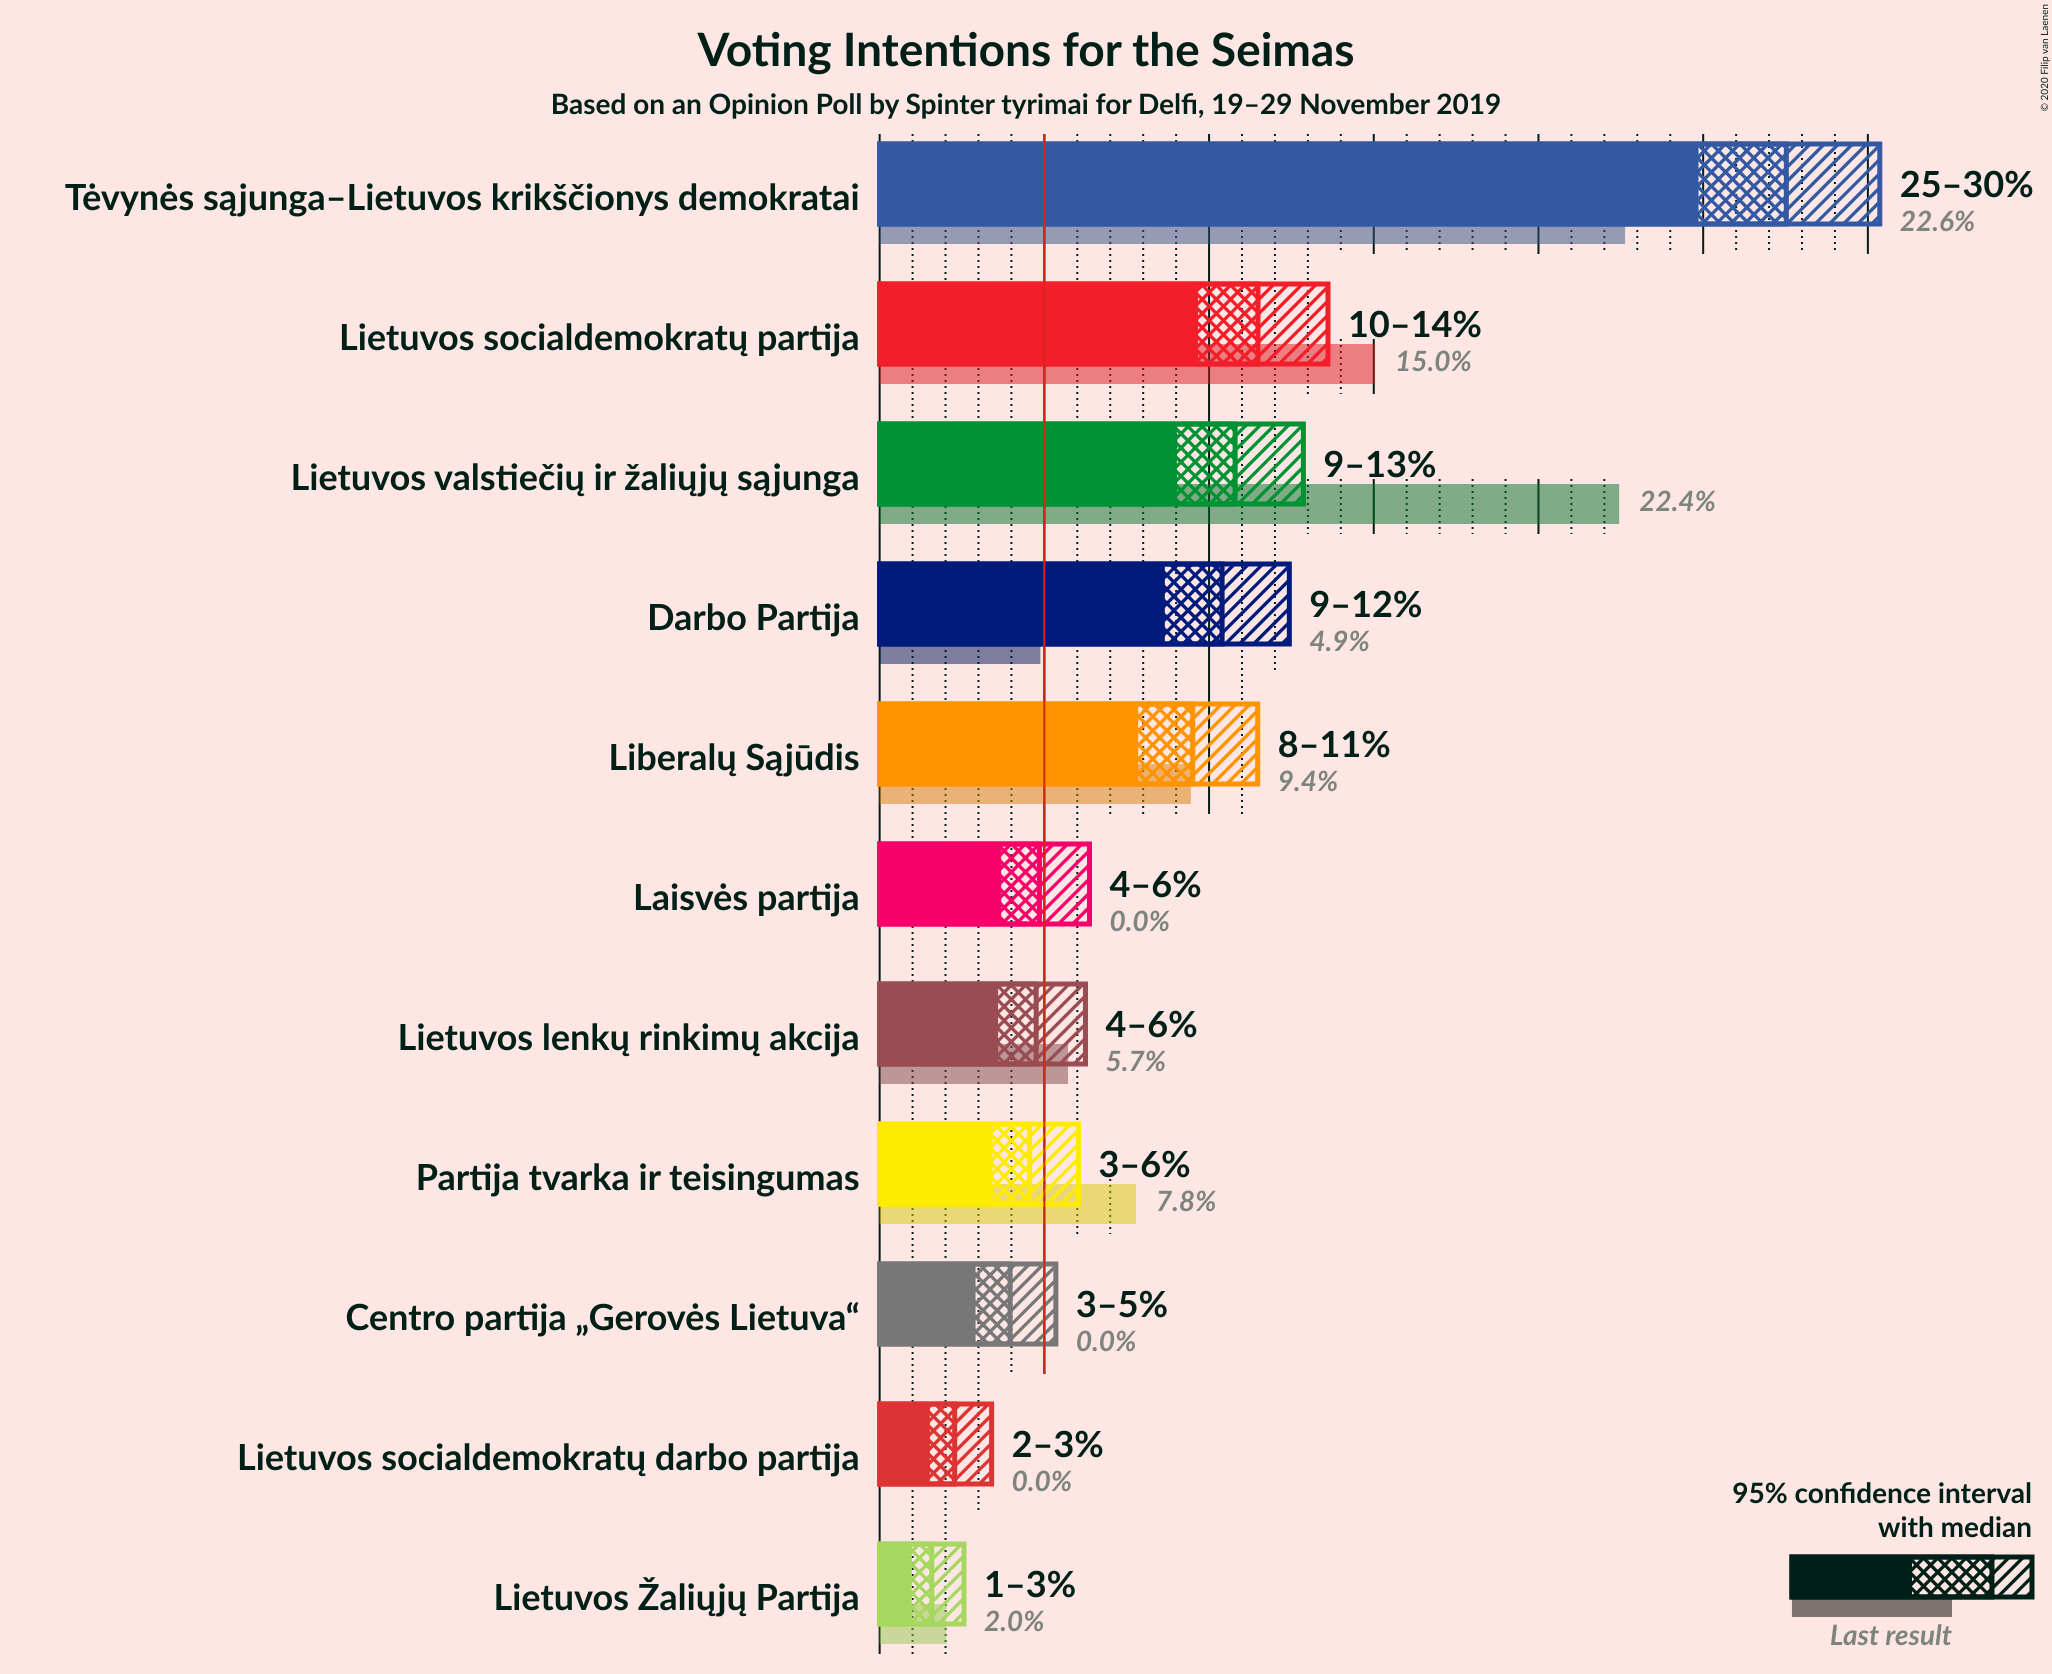 Voting Intentions for the Seimas
Based on an Opinion Poll by Spinter tyrimai for Delfi, 19–29 November 2019
© 2020 Filip van Laenen
Tėvynės sąjunga–Lietuvos krikščionys demokratai
25–30%
22.6%
Lietuvos socialdemokratų partija
10–14%
15.0%
Lietuvos valstiečių ir žaliųjų sąjunga
9–13%
22.4%
Darbo Partija
9–12%
4.9%
Liberalų Sąjūdis
8–11%
9.4%
Laisvės partija
4–6%
0.0%
Lietuvos lenkų rinkimų akcija
4–6%
5.7%
Partija tvarka ir teisingumas
3–6%
7.8%
Centro partija „Gerovės Lietuva“
3–5%
0.0%
Lietuvos socialdemokratų darbo partija
2–3%
0.0%
Lietuvos Žaliųjų Partija
1–3%
2.0%
95% confidence interval
with median
Last result